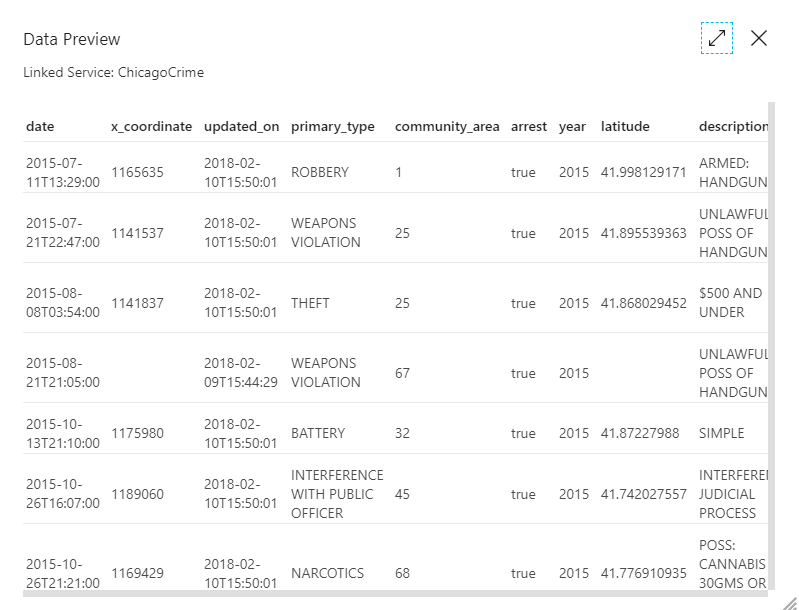 Data Preview
Linked Service: ChicagoCrime
date x_coordinate updated_on primary_type community_area arrest year latitude description
2015-07-
11T13:29:00 1165635 2018-02-
10T15:50:01 ROBBERY 1 true 2015 41.998129171 ARMED:
HANDGUN
2015-07-
21T22:47:00 1141537 2018-02-
10T15:50:01 WEAPONS
VIOLATION 25 true 2015 41.895539363 UNLAWFUL
POSS OF
HANDGUN
2015-08-
08T03:54:00 1141837 2018-02-
10T15:50:01 THEFT 25 true 2015 41.868029452 $500 AND
UNDER
2015-08-
21T21:05:00 2018-02-
09T15:44:29 WEAPONS
VIOLATION 67 true 2015 UNLAWFUL
POSS OF
HANDGUN
2015-10-
13T21:10:00 1175980 2018-02-
10T15:50:01 BATTERY 32 true 2015 41.87227988 SIMPLE
2015-10-
26T16:07:00 1189060 2018-02-
10T15:50:01 INTERFERENCE
WITH PUBLIC
OFFICER 45 true 2015 41.742027557 INTERFERE
JUDICIAL
PROCESS
2015-10-
26T21:21:00 1169429 2018-02-
10T15:50:01 NARCOTICS 68 true 2015 41.776910935 POSS:
CANNABIS
30GMS OR